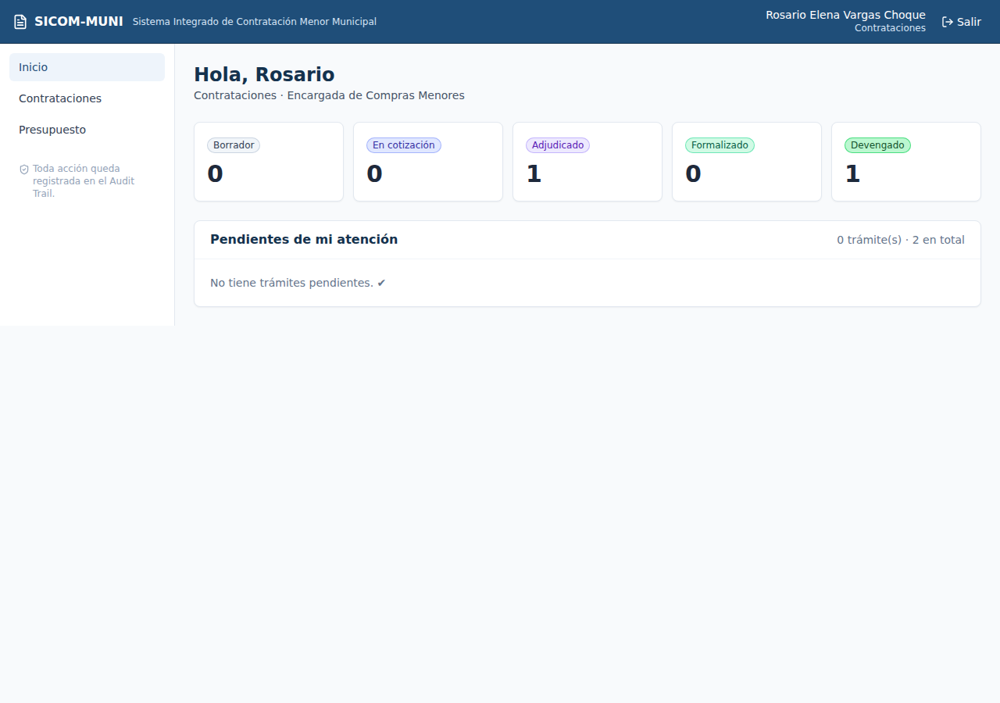 SICOM-MUNI Sistema Integrado de Contratación Menor Municipal
Rosario Elena Vargas Choque
Contrataciones
Salir
Inicio
Contrataciones
Presupuesto
Toda acción queda
registrada en el Audit
Trail.
Hola, Rosario
Contrataciones · Encargada de Compras Menores
Borrador
0
En cotización
0
Adjudicado
1
Formalizado
0
Devengado
1
Pendientes de mi atención
0 trámite(s) · 2 en total
No tiene trámites pendientes. ✔